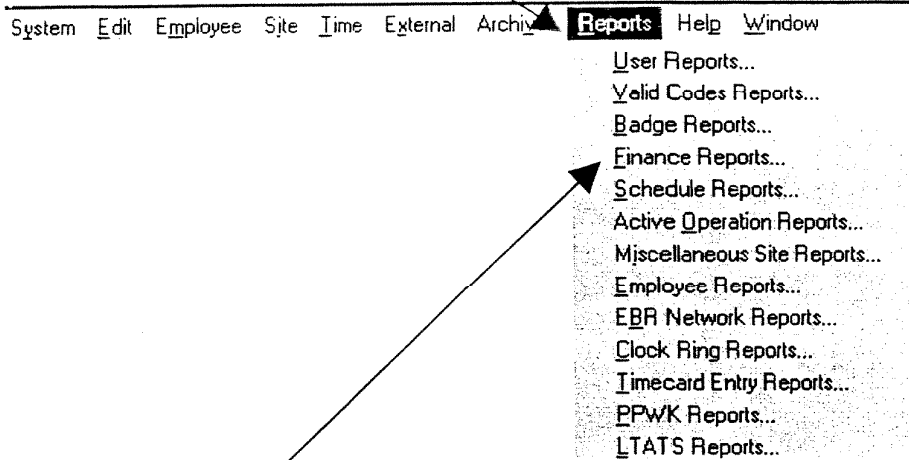 System Edit Employee Site Time External Archiv Reports Help Window
User Reports...
Valid Codes Reports...
Badge Reports...
Finance Reports...
Schedule Reports...
Active Operation Reports...
Miscellaneous Site Reports...
Employee Reports...
EBR Network Reports...
Clock Ring Reports...
Timecard Entry Reports...
PPWK Reports...
LTATS Reports...